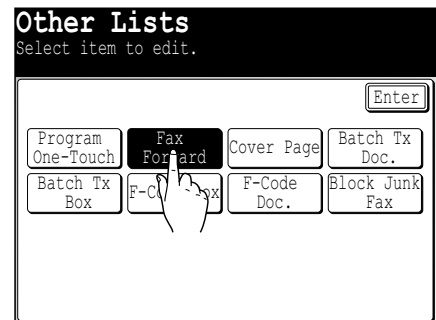 Other Lists
Select item to edit.
Enter
Program
One-Touch
Fax
Forward
Cover Page
Batch Tx
Doc.
Batch Tx
Box
F-Code
Doc.
Block Junk
Fax